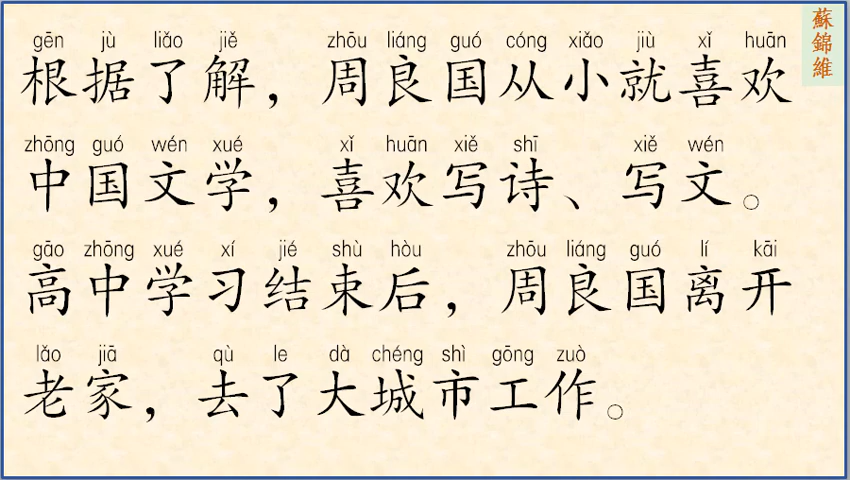 gēn jù liǎo jiě zhōu liáng guó cóng xiǎo jiù xǐ huān
根据了解，周良国从小就喜欢
zhōng guó wén xué xǐ huān xiě shī xiě wén
中国文学，喜欢写诗、写文。
gāo zhōng xué xí jié shù hòu zhōu liáng guó lí kāi
高中学习结束后，周良国离开
lǎo jiā qù le dà chéng shì gōng zuò
老家，去了大城市工作。
蘇錦維